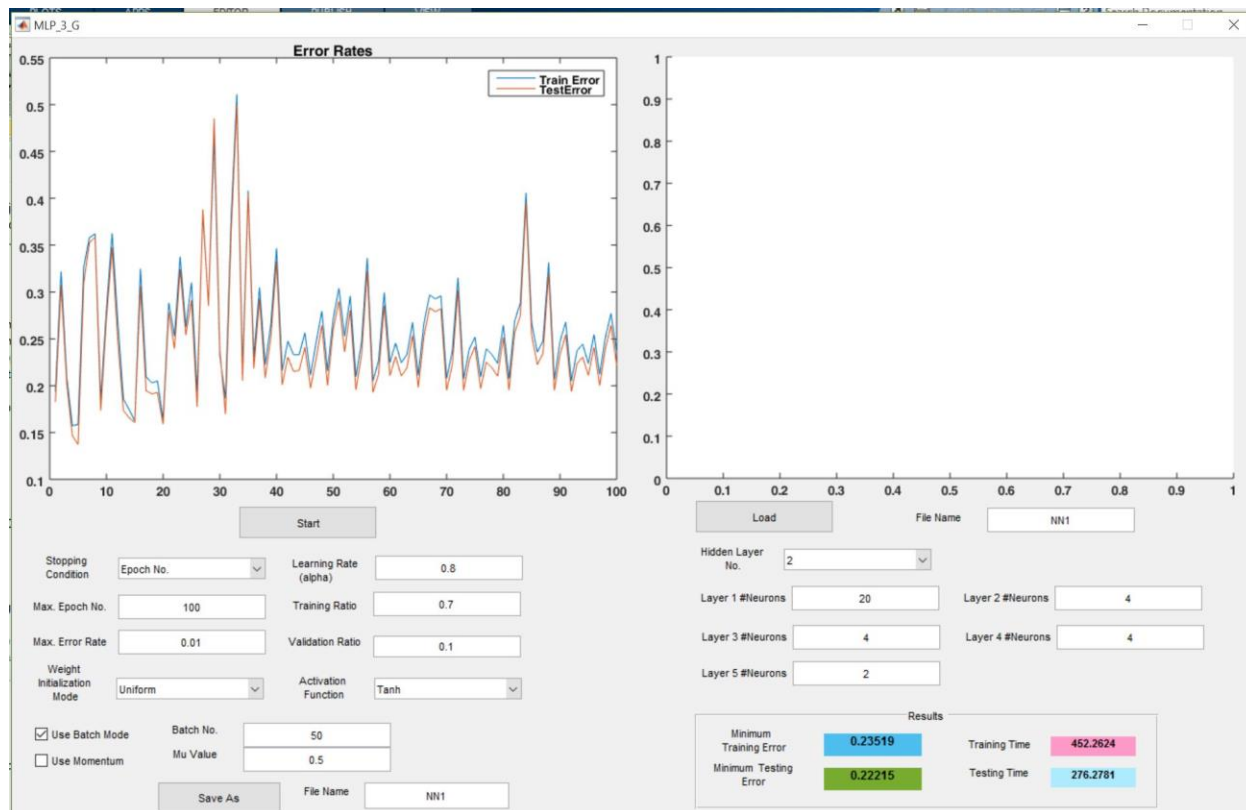 PLOTS APPS EDITOR PUBLISH VIEW Search Documentation
MLP_3_G
Error Rates
Train Error
TestError
0.55
0.5
0.45
0.4
0.35
0.3
0.25
0.2
0.15
0.1
0 10 20 30 40 50 60 70 80 90 100
1
0.9
0.8
0.7
0.6
0.5
0.4
0.3
0.2
0.1
0
0 0.1 0.2 0.3 0.4 0.5 0.6 0.7 0.8 0.9 1
Start
Stopping
Condition
Epoch No.
Learning Rate
(alpha)
0.8
Max. Epoch No.
100
Training Ratio
0.7
Max. Error Rate
0.01
Validation Ratio
0.1
Weight
Initialization
Mode
Uniform
Activation
Function
Tanh
Use Batch Mode
Batch No.
50
Use Momentum
Mu Value
0.5
Save As
File Name
NN1
Load
File Name
NN1
Hidden Layer
No.
2
Layer 1 #Neurons
20
Layer 2 #Neurons
4
Layer 3 #Neurons
4
Layer 4 #Neurons
4
Layer 5 #Neurons
2
Results
Minimum
Training Error
0.23519
Training Time
452.2624
Minimum Testing
Error
0.22215
Testing Time
276.2781